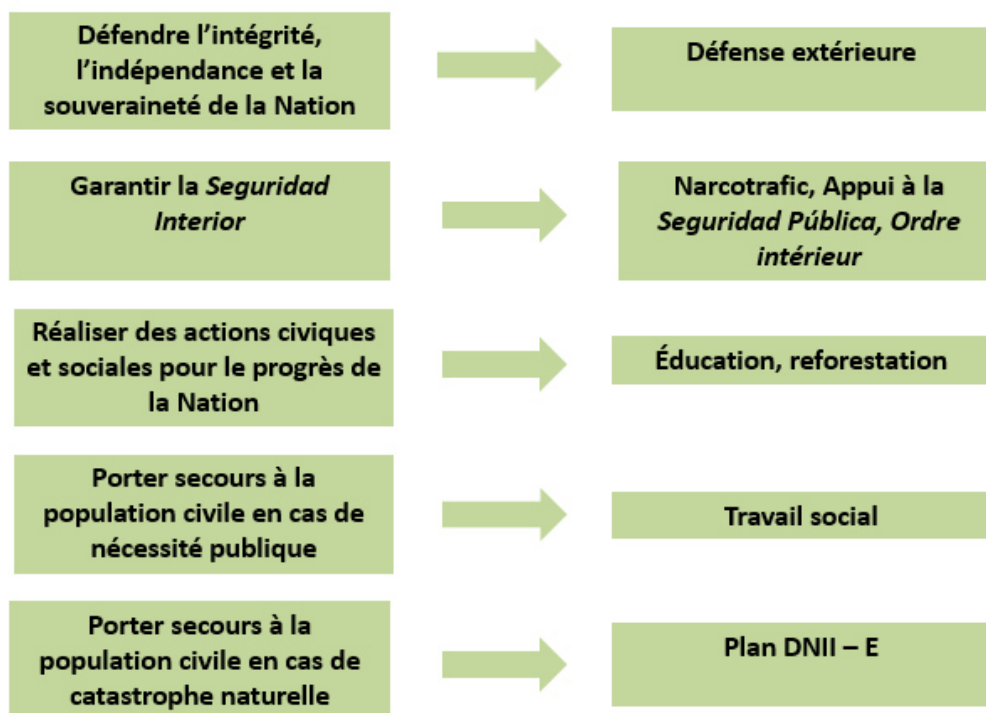 Défendre l’intégrité,
l’indépendance et la
souveraineté de la Nation
Défense extérieure
Garantir la Seguridad
Interior
Narcotrafic, Appui à la
Seguridad Pública, Ordre
intérieur
Réaliser des actions civiques
et sociales pour le progrès de
la Nation
Éducation, reforestation
Porter secours à la
population civile en cas de
nécessité publique
Travail social
Porter secours à la
population civile en cas de
catastrophe naturelle
Plan DNII – E